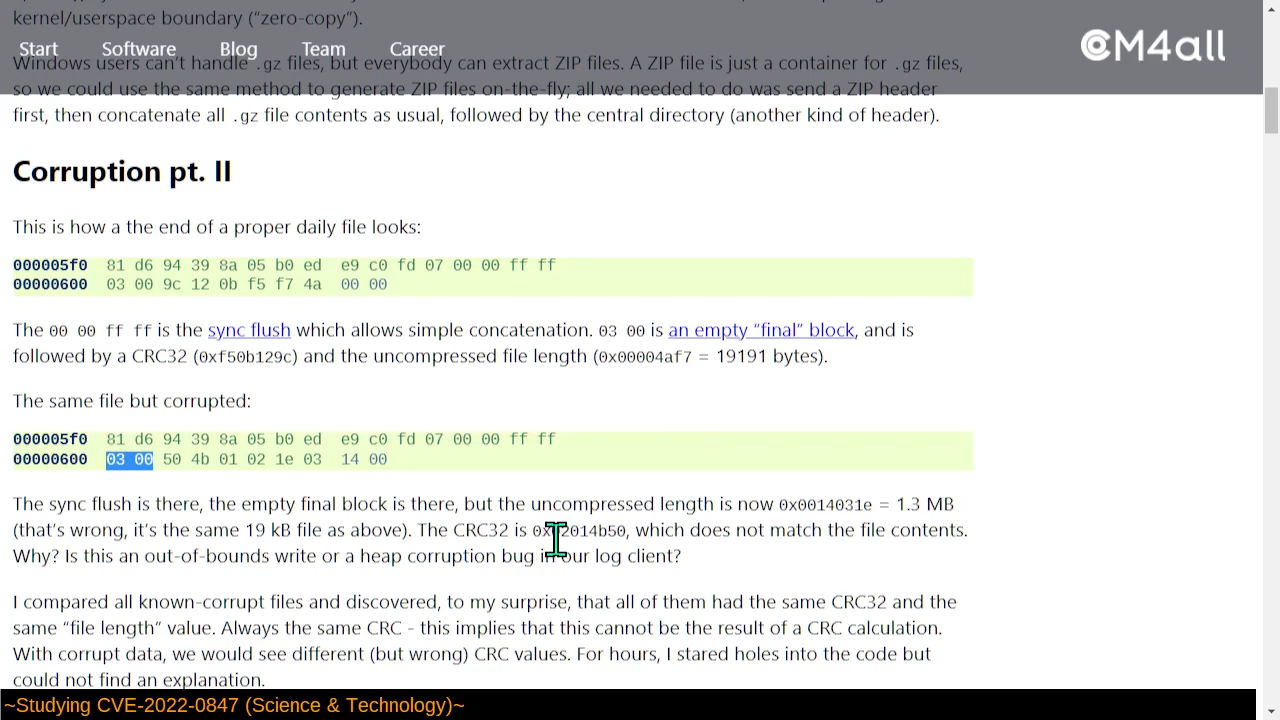 kernel/userspace boundary (“zero-copy”).
Start Software Blog Team Career
CM4all
Windows users can’t handle .gz files, but everybody can extract ZIP files. A ZIP file is just a container for .gz files,
so we could use the same method to generate ZIP files on-the-fly; all we needed to do was send a ZIP header
first, then concatenate all .gz file contents as usual, followed by the central directory (another kind of header).
Corruption pt. II
This is how a the end of a proper daily file looks:
000005f0 81 d6 94 39 8a 05 b0 ed e9 c0 fd 07 00 00 ff ff
00000600 03 00 9c 12 0b f5 f7 4a 00 00
The 00 00 ff ff is the sync flush which allows simple concatenation. 03 00 is an empty “final” block, and is
followed by a CRC32 (0xf50b129c) and the uncompressed file length (0x00004af7 = 19191 bytes).
The same file but corrupted:
000005f0 81 d6 94 39 8a 05 b0 ed e9 c0 fd 07 00 00 ff ff
00000600 03 00 50 4b 01 02 1e 03 14 00
The sync flush is there, the empty final block is there, but the uncompressed length is now 0x0014031e = 1.3 MB
(that’s wrong, it’s the same 19 kB file as above). The CRC32 is 0x02014b50, which does not match the file contents.
Why? Is this an out-of-bounds write or a heap corruption bug in our log client?
I compared all known-corrupt files and discovered, to my surprise, that all of them had the same CRC32 and the
same “file length” value. Always the same CRC - this implies that this cannot be the result of a CRC calculation.
With corrupt data, we would see different (but wrong) CRC values. For hours, I stared holes into the code but
could not find an explanation.
~Studying CVE-2022-0847 (Science & Technology)~